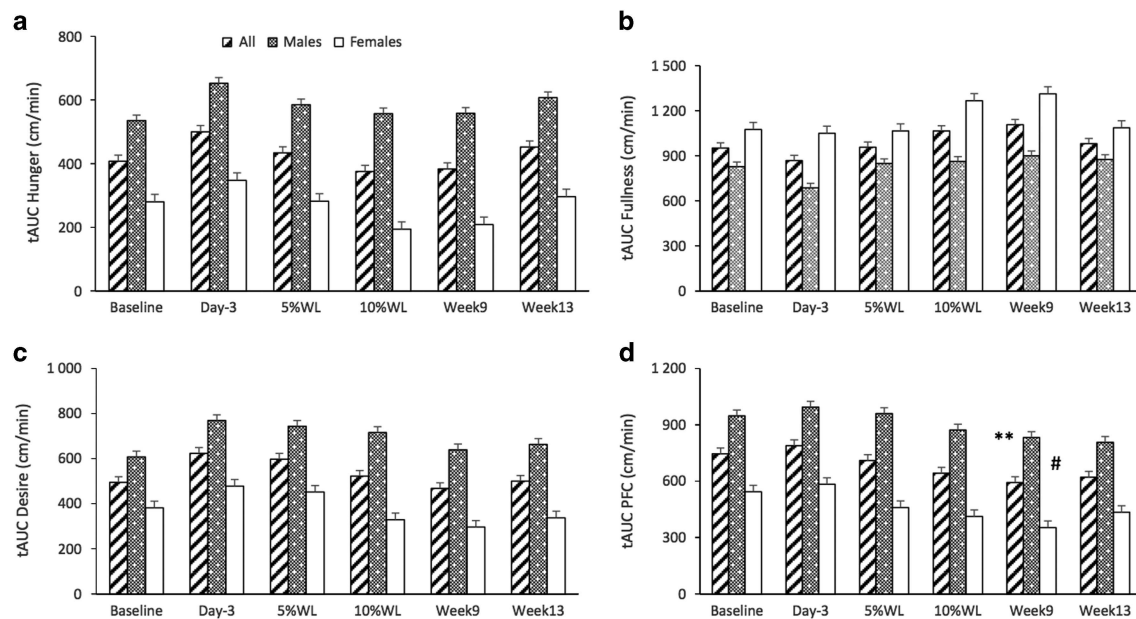 a
tAUC Hunger (cm/min)
800
600
400
200
0
All Males Females
Baseline Day-3 5%WL 10%WL Week9 Week13
b
tAUC Fullness (cm/min)
1 500
1200
900
600
300
0
Baseline Day-3 5%WL 10%WL Week9 Week13
c
tAUC Desire (cm/min)
1 000
800
600
400
200
0
Baseline Day-3 5%WL 10%WL Week9 Week13
d
tAUC PFC (cm/min)
1 200
900
600
300
0
**
#
Baseline Day-3 5%WL 10%WL Week9 Week13